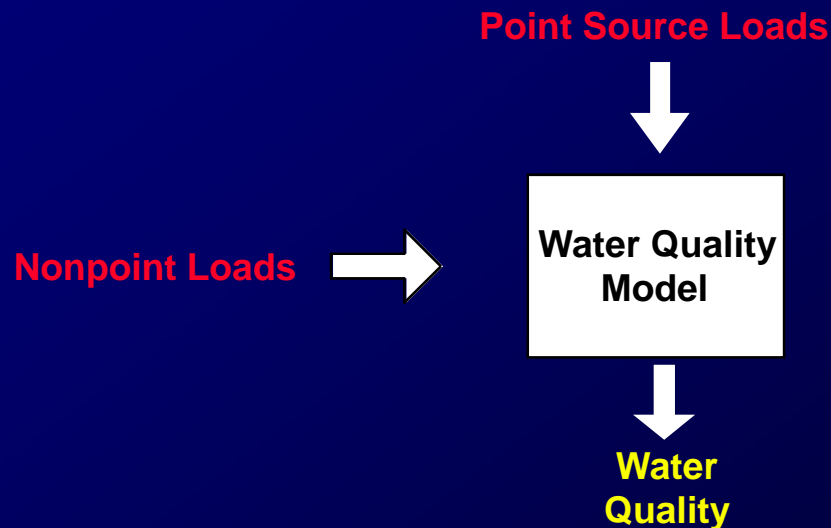 Point Source Loads
Nonpoint Loads
Water Quality
Model
Water
Quality